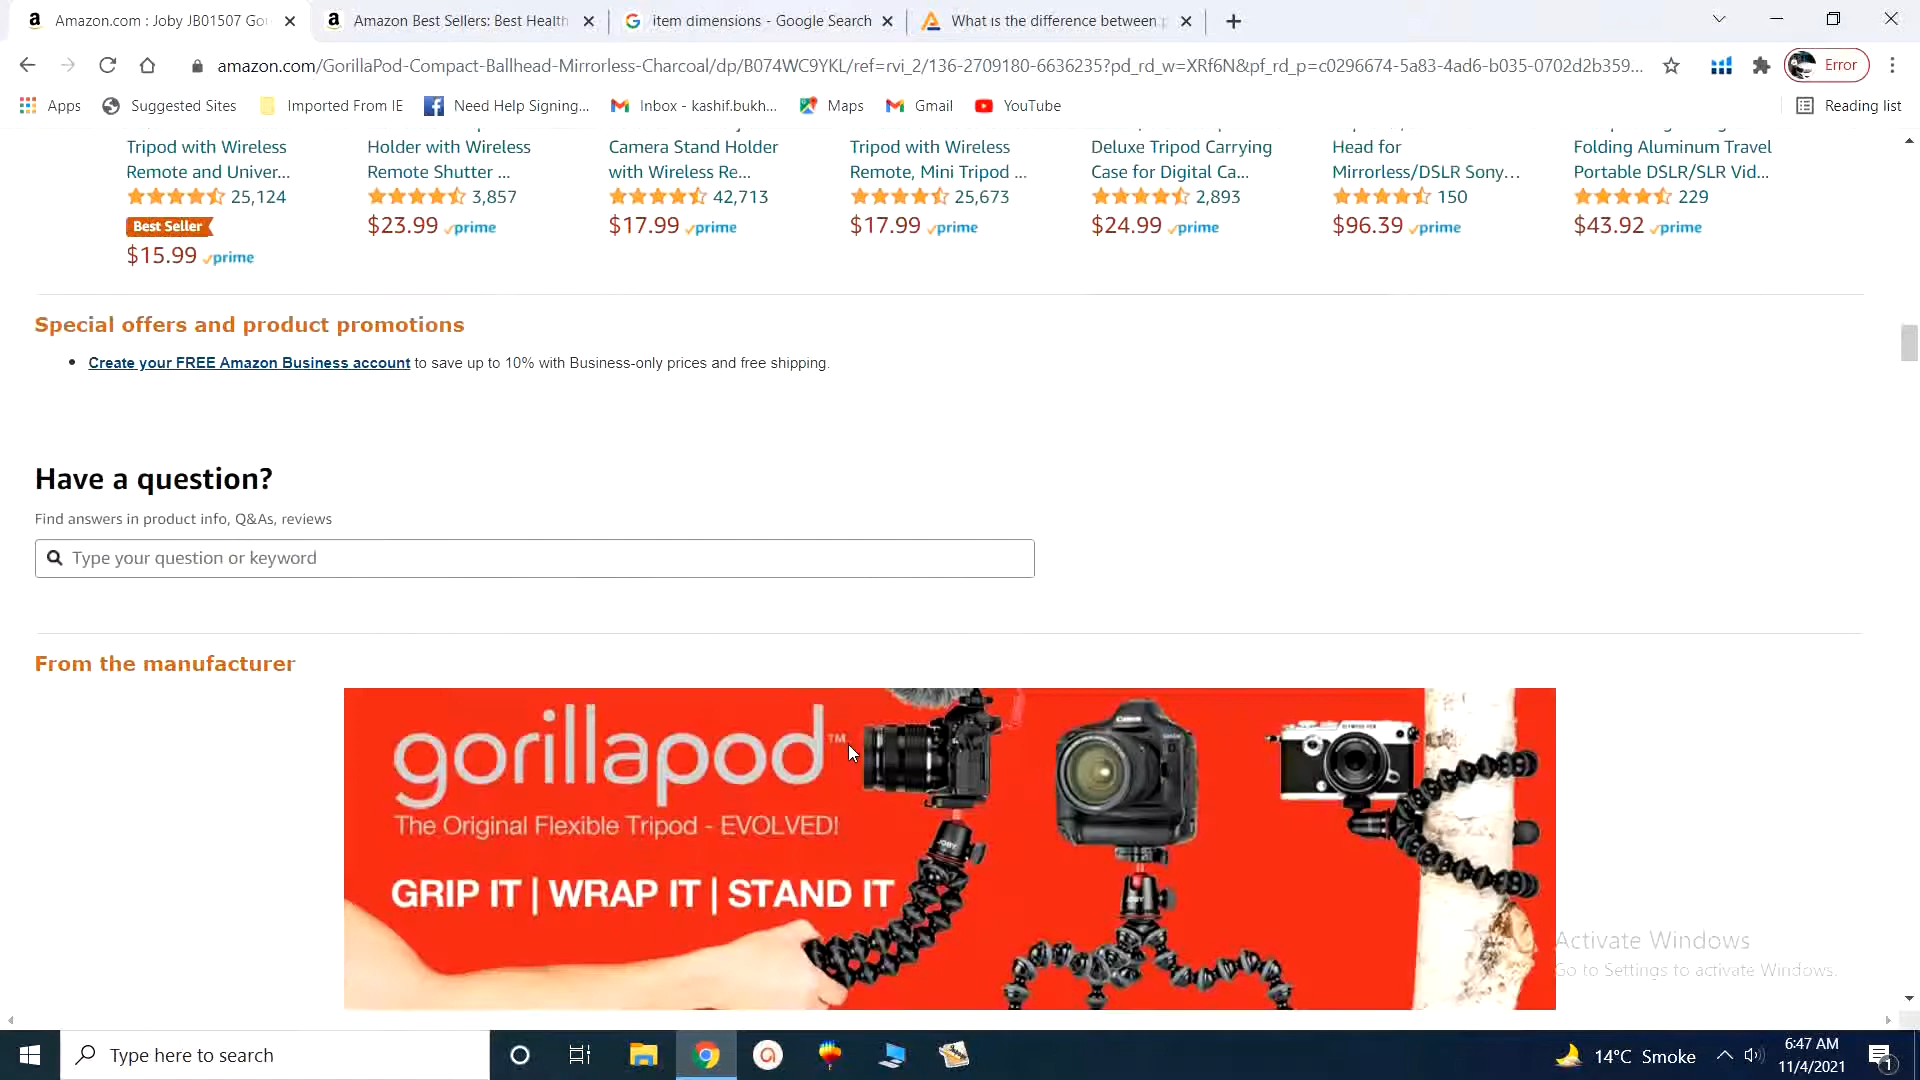 Amazon.com : Joby JB01507 Go
Amazon Best Sellers: Best Health
item dimensions - Google Search
What is the difference between
amazon.com/GorillaPod-Compact-Ballhead-Mirrorless-Charcoal/dp/B074WC9YKL/ref=rvi_2/136-2709180-6636235?pd_rd_w=XRf6N&pf_rd_p=c0296674-5a83-4ad6-b035-0702d2b359...
Error
Apps
Suggested Sites
Imported From IE
Need Help Signing...
Inbox - kashif.bukh...
Maps
Gmail
YouTube
Reading list
Tripod with Wireless
Remote and Univer...
25,124
Best Seller
$15.99 prime
Holder with Wireless
Remote Shutter ...
3,857
$23.99 prime
Camera Stand Holder
with Wireless Re...
42,713
$17.99 prime
Tripod with Wireless
Remote, Mini Tripod ...
25,673
$17.99 prime
Deluxe Tripod Carrying
Case for Digital Ca...
2,893
$24.99 prime
Head for
Mirrorless/DSLR Sony...
150
$96.39 prime
Folding Aluminum Travel
Portable DSLR/SLR Vid...
229
$43.92 prime
Special offers and product promotions
• Create your FREE Amazon Business account to save up to 10% with Business-only prices and free shipping.
Have a question?
Find answers in product info, Q&As, reviews
Type your question or keyword
From the manufacturer
gorillapod™
The Original Flexible Tripod - EVOLVED!
GRIP IT | WRAP IT | STAND IT
Canon
JOBY
JOBY
OLYMPUS PEN
Activate Windows
Go to Settings to activate Windows.
Type here to search
14°C Smoke
6:47 AM
11/4/2021
1